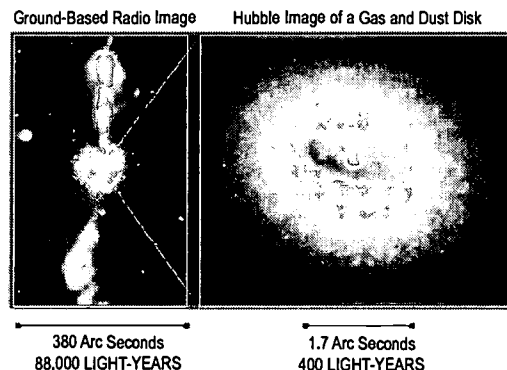 Ground-Based Radio Image
Hubble Image of a Gas and Dust Disk
380 Arc Seconds
88,000 LIGHT-YEARS
1.7 Arc Seconds
400 LIGHT-YEARS